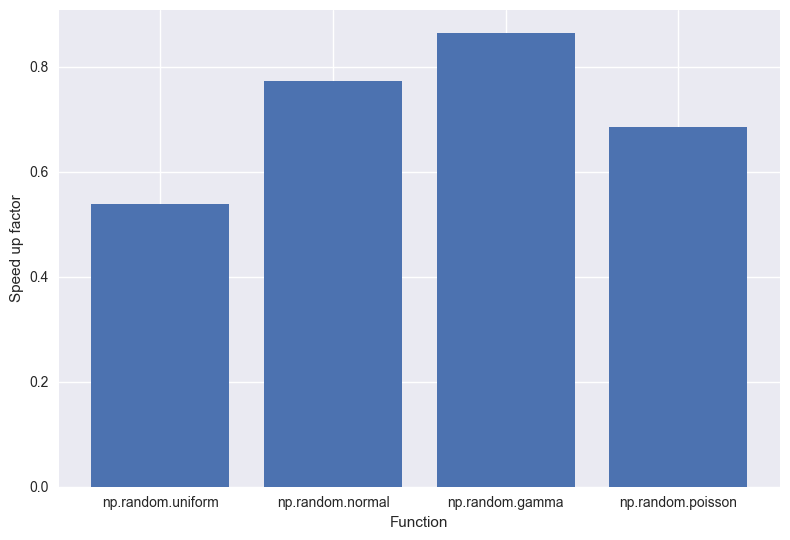 Speed up factor
0.8
0.6
0.4
0.2
0.0
np.random.uniform np.random.normal np.random.gamma np.random.poisson
Function